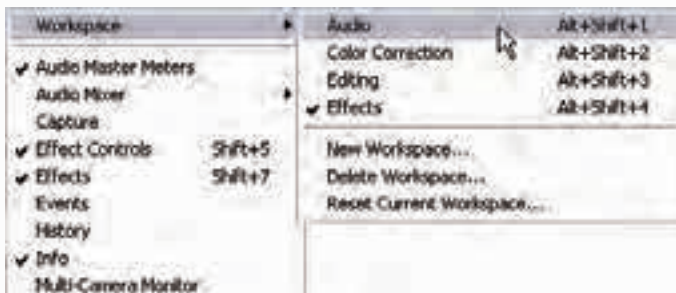 Workspace
Audio Master Meters
Audio Mixer
Capture
Effect Controls Shift+5
Effects Shift+7
Events
History
Info
Multi-Camera Monitor
Audio Alt+Shift+1
Color Correction Alt+Shift+2
Editing Alt+Shift+3
Effects Alt+Shift+4
New Workspace...
Delete Workspace...
Reset Current Workspace...